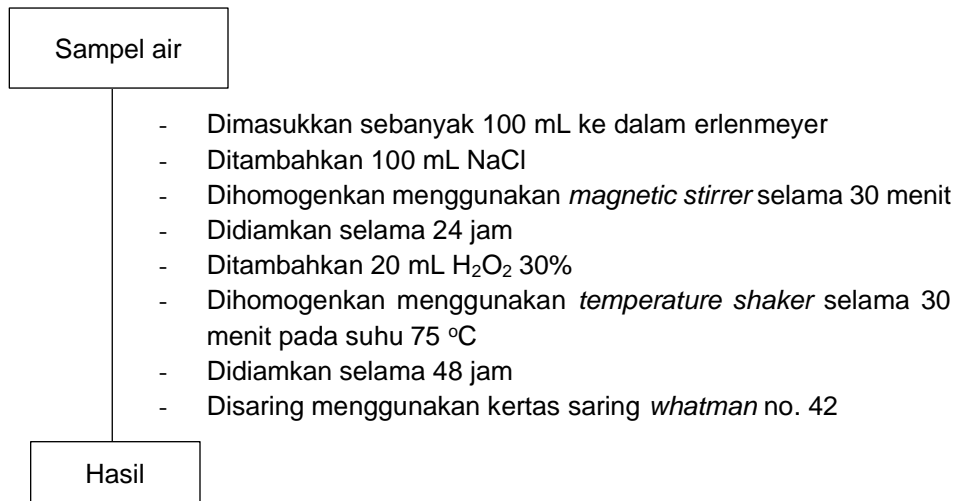 Sampel air
- Dimasukkan sebanyak 100 mL ke dalam erlenmeyer
- Ditambahkan 100 mL NaCl
- Dihomogenkan menggunakan magnetic stirrer selama 30 menit
- Didiamkan selama 24 jam
- Ditambahkan 20 mL H₂O₂ 30%
- Dihomogenkan menggunakan temperature shaker selama 30
menit pada suhu 75 °C
- Didiamkan selama 48 jam
- Disaring menggunakan kertas saring whatman no. 42
Hasil